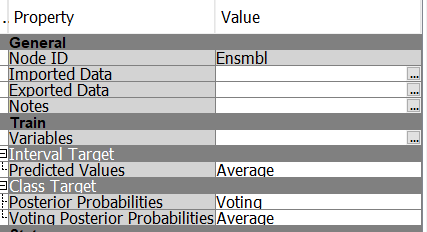 .. Property Value
General
Node ID Ensmbl
Imported Data ...
Exported Data ...
Notes ...
Train
Variables ...
Interval Target
Predicted Values Average
Class Target
Posterior Probabilities Voting
Voting Posterior Probabilities Average